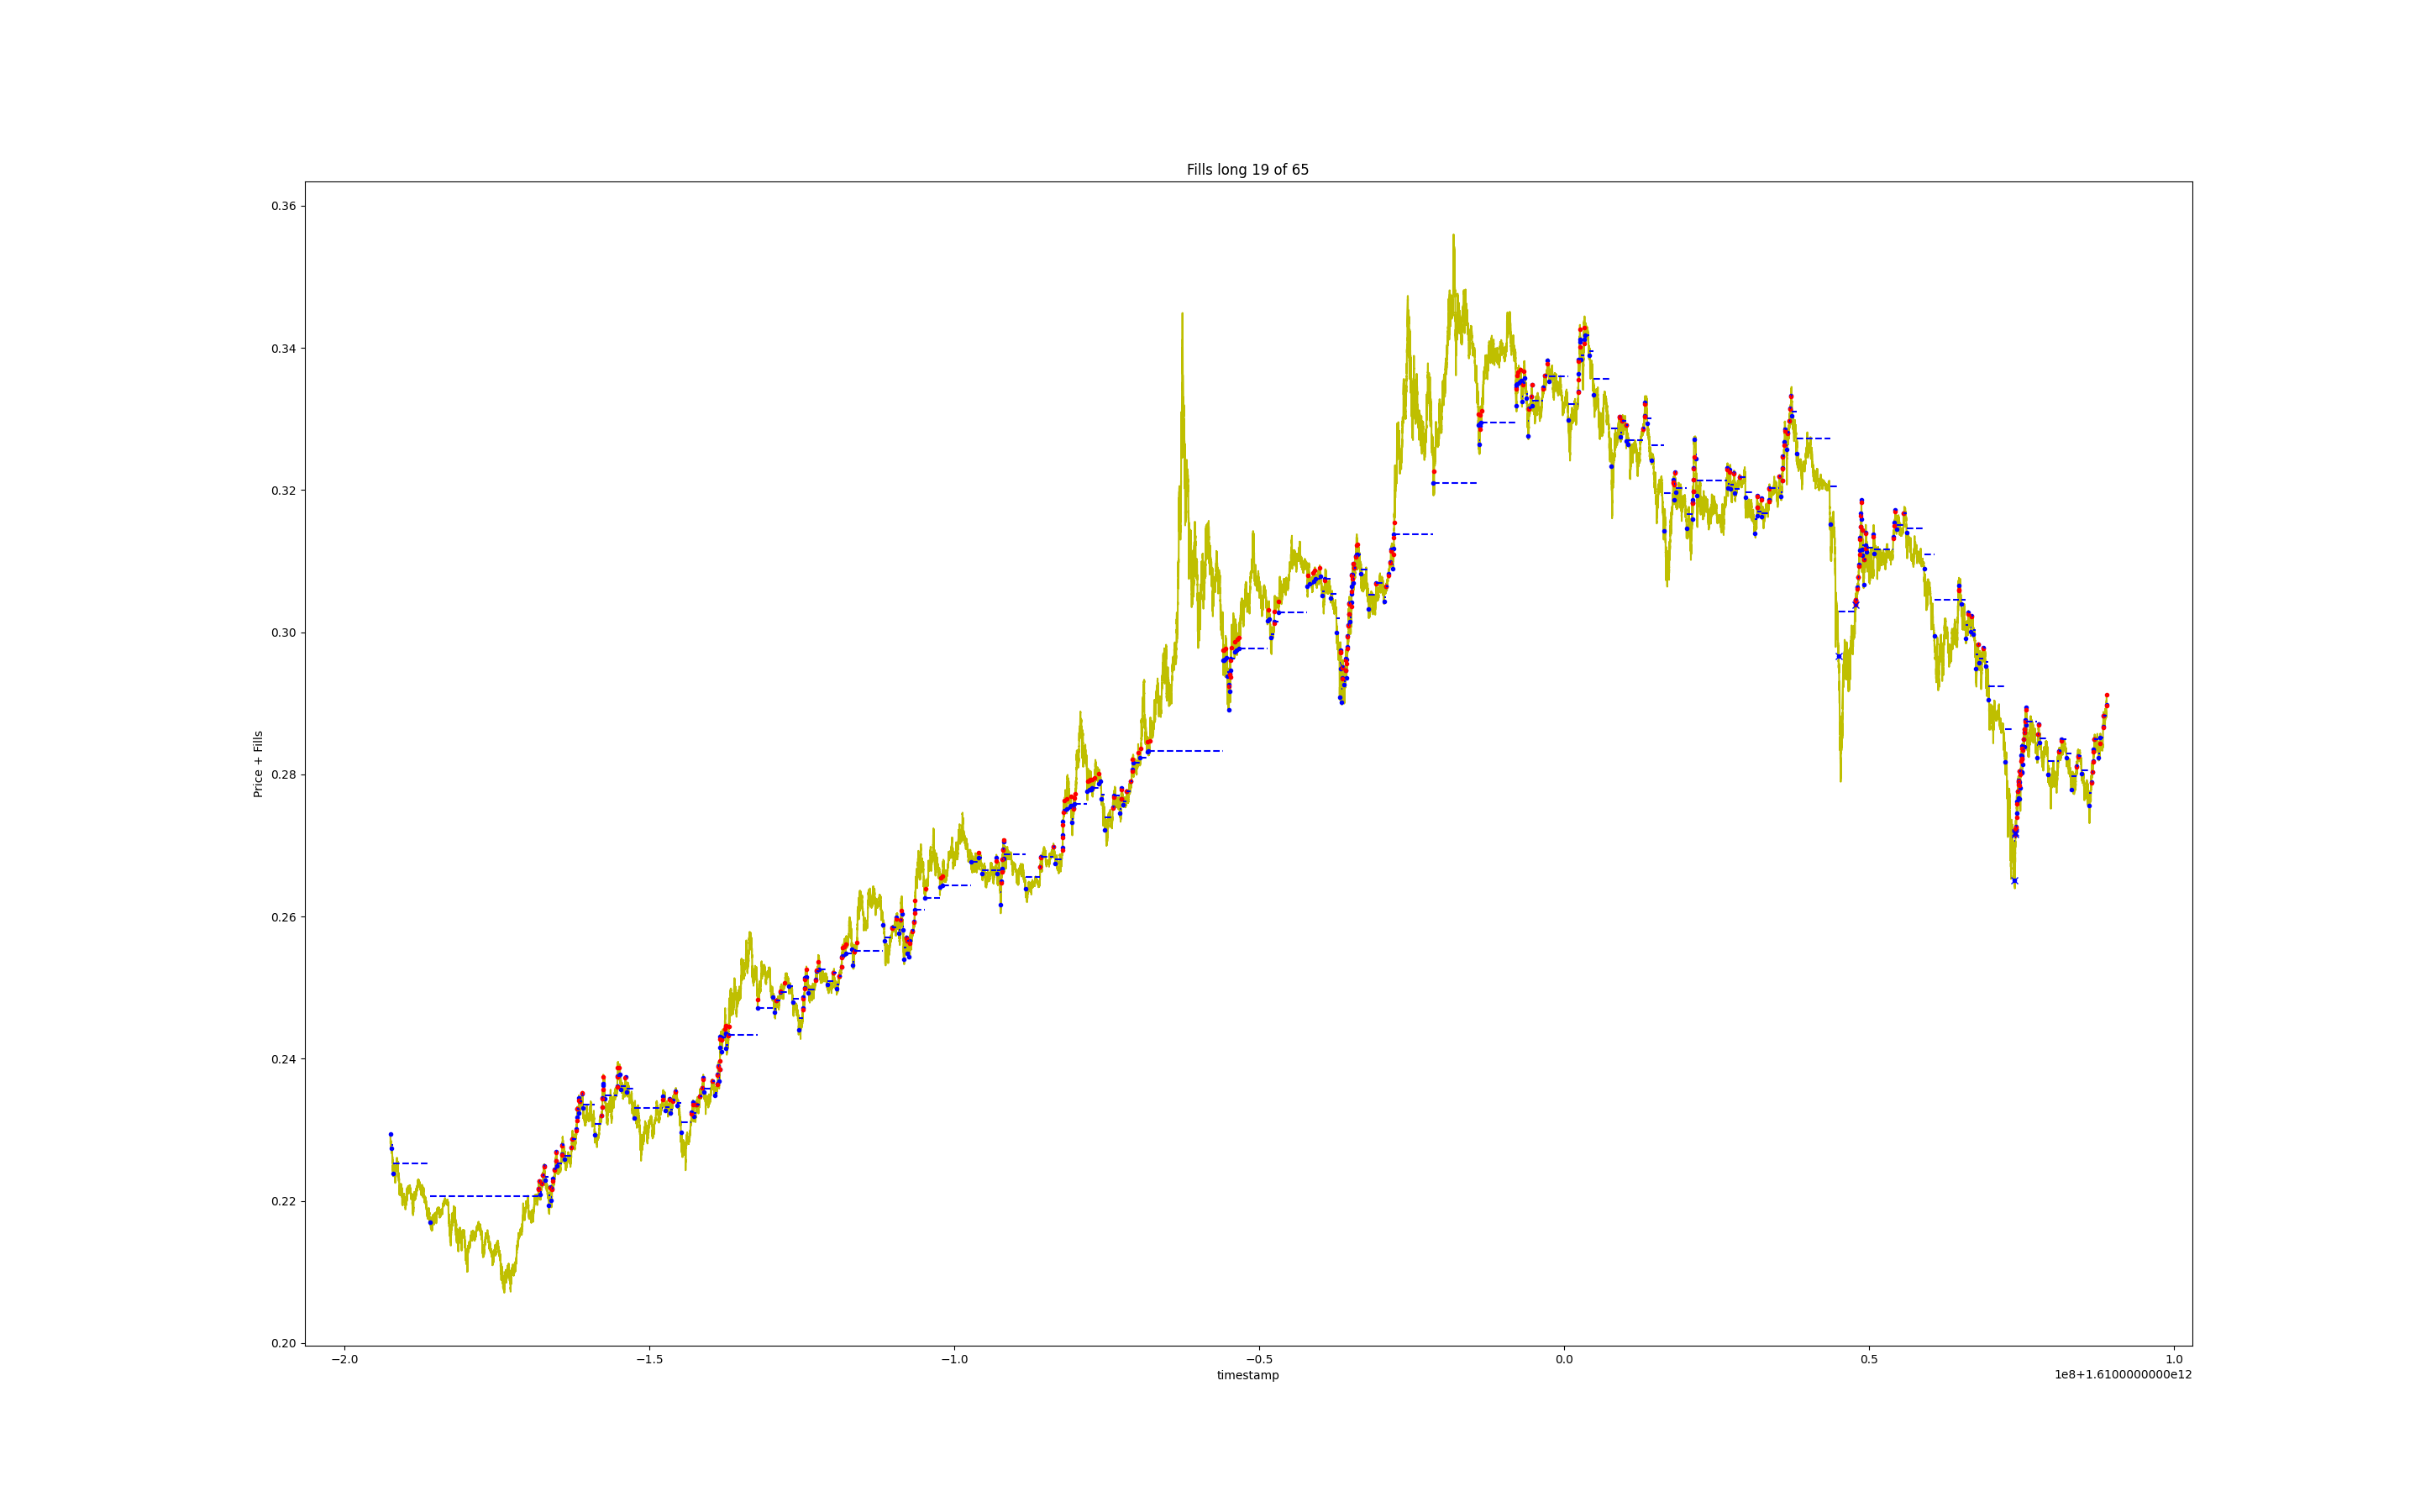 Fills long 19 of 65
0.36
0.34
0.32
0.30
0.28
0.26
0.24
0.22
0.20
Price + Fills
−2.0 −1.5 −1.0 −0.5 0.0 0.5 1.0
timestamp
1e8+1.6100000000e12